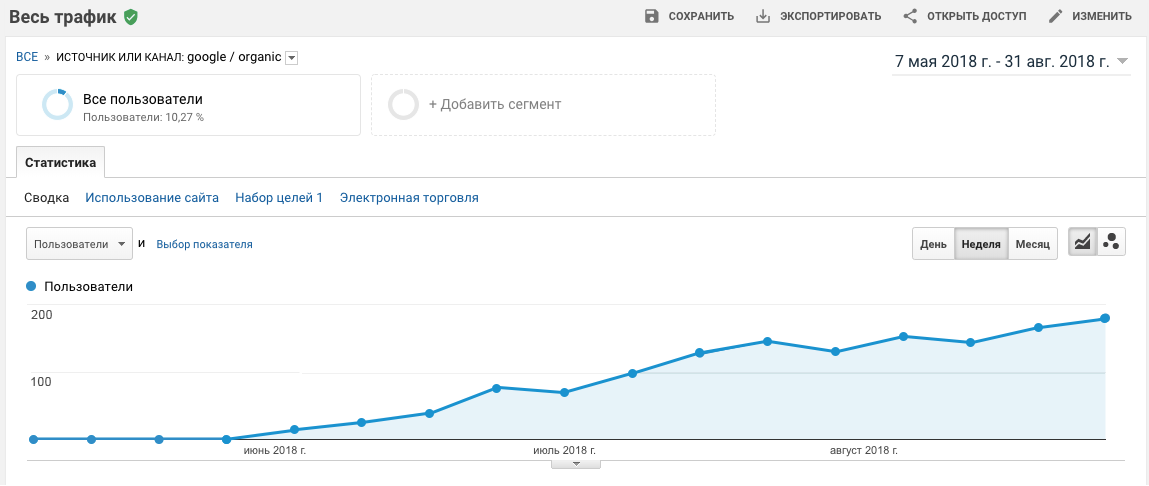 Весь трафик
СОХРАНИТЬ ЭКСПОРТИРОВАТЬ ОТКРЫТЬ ДОСТУП ИЗМЕНИТЬ
ВСЕ » ИСТОЧНИК ИЛИ КАНАЛ: google / organic
7 мая 2018 г. - 31 авг. 2018 г.
Все пользователи
Пользователи: 10,27 %
+ Добавить сегмент
Статистика
Сводка Использование сайта Набор целей 1 Электронная торговля
Пользователи и Выбор показателя
День Неделя Месяц
Пользователи
200
100
июнь 2018 г. июль 2018 г. август 2018 г.